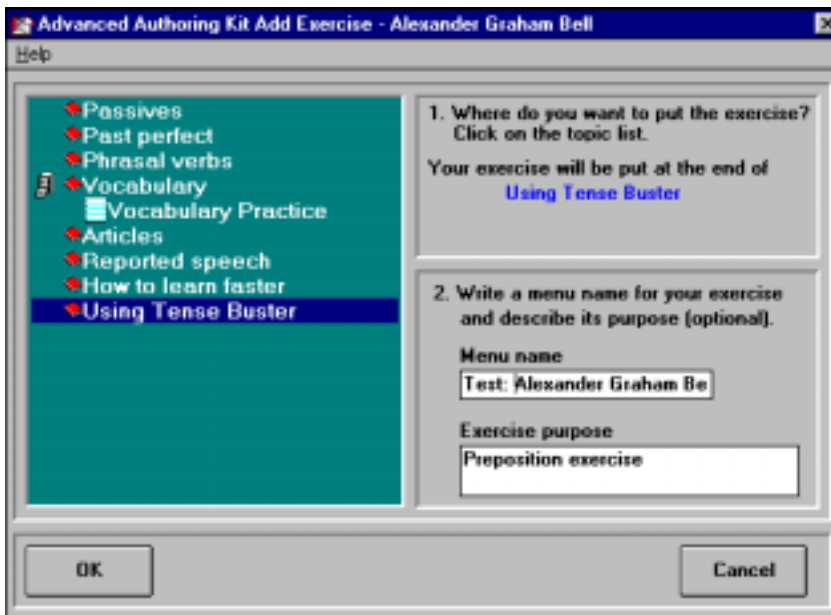 Advanced Authoring Kit Add Exercise - Alexander Graham Bell
Help
Passives
Past perfect
Phrasal verbs
Vocabulary
Vocabulary Practice
Articles
Reported speech
How to learn faster
Using Tense Buster
1. Where do you want to put the exercise?
Click on the topic list.
Your exercise will be put at the end of
Using Tense Buster
2. Write a menu name for your exercise
and describe its purpose (optional).
Menu name
Test: Alexander Graham Be
Exercise purpose
Preposition exercise
OK
Cancel